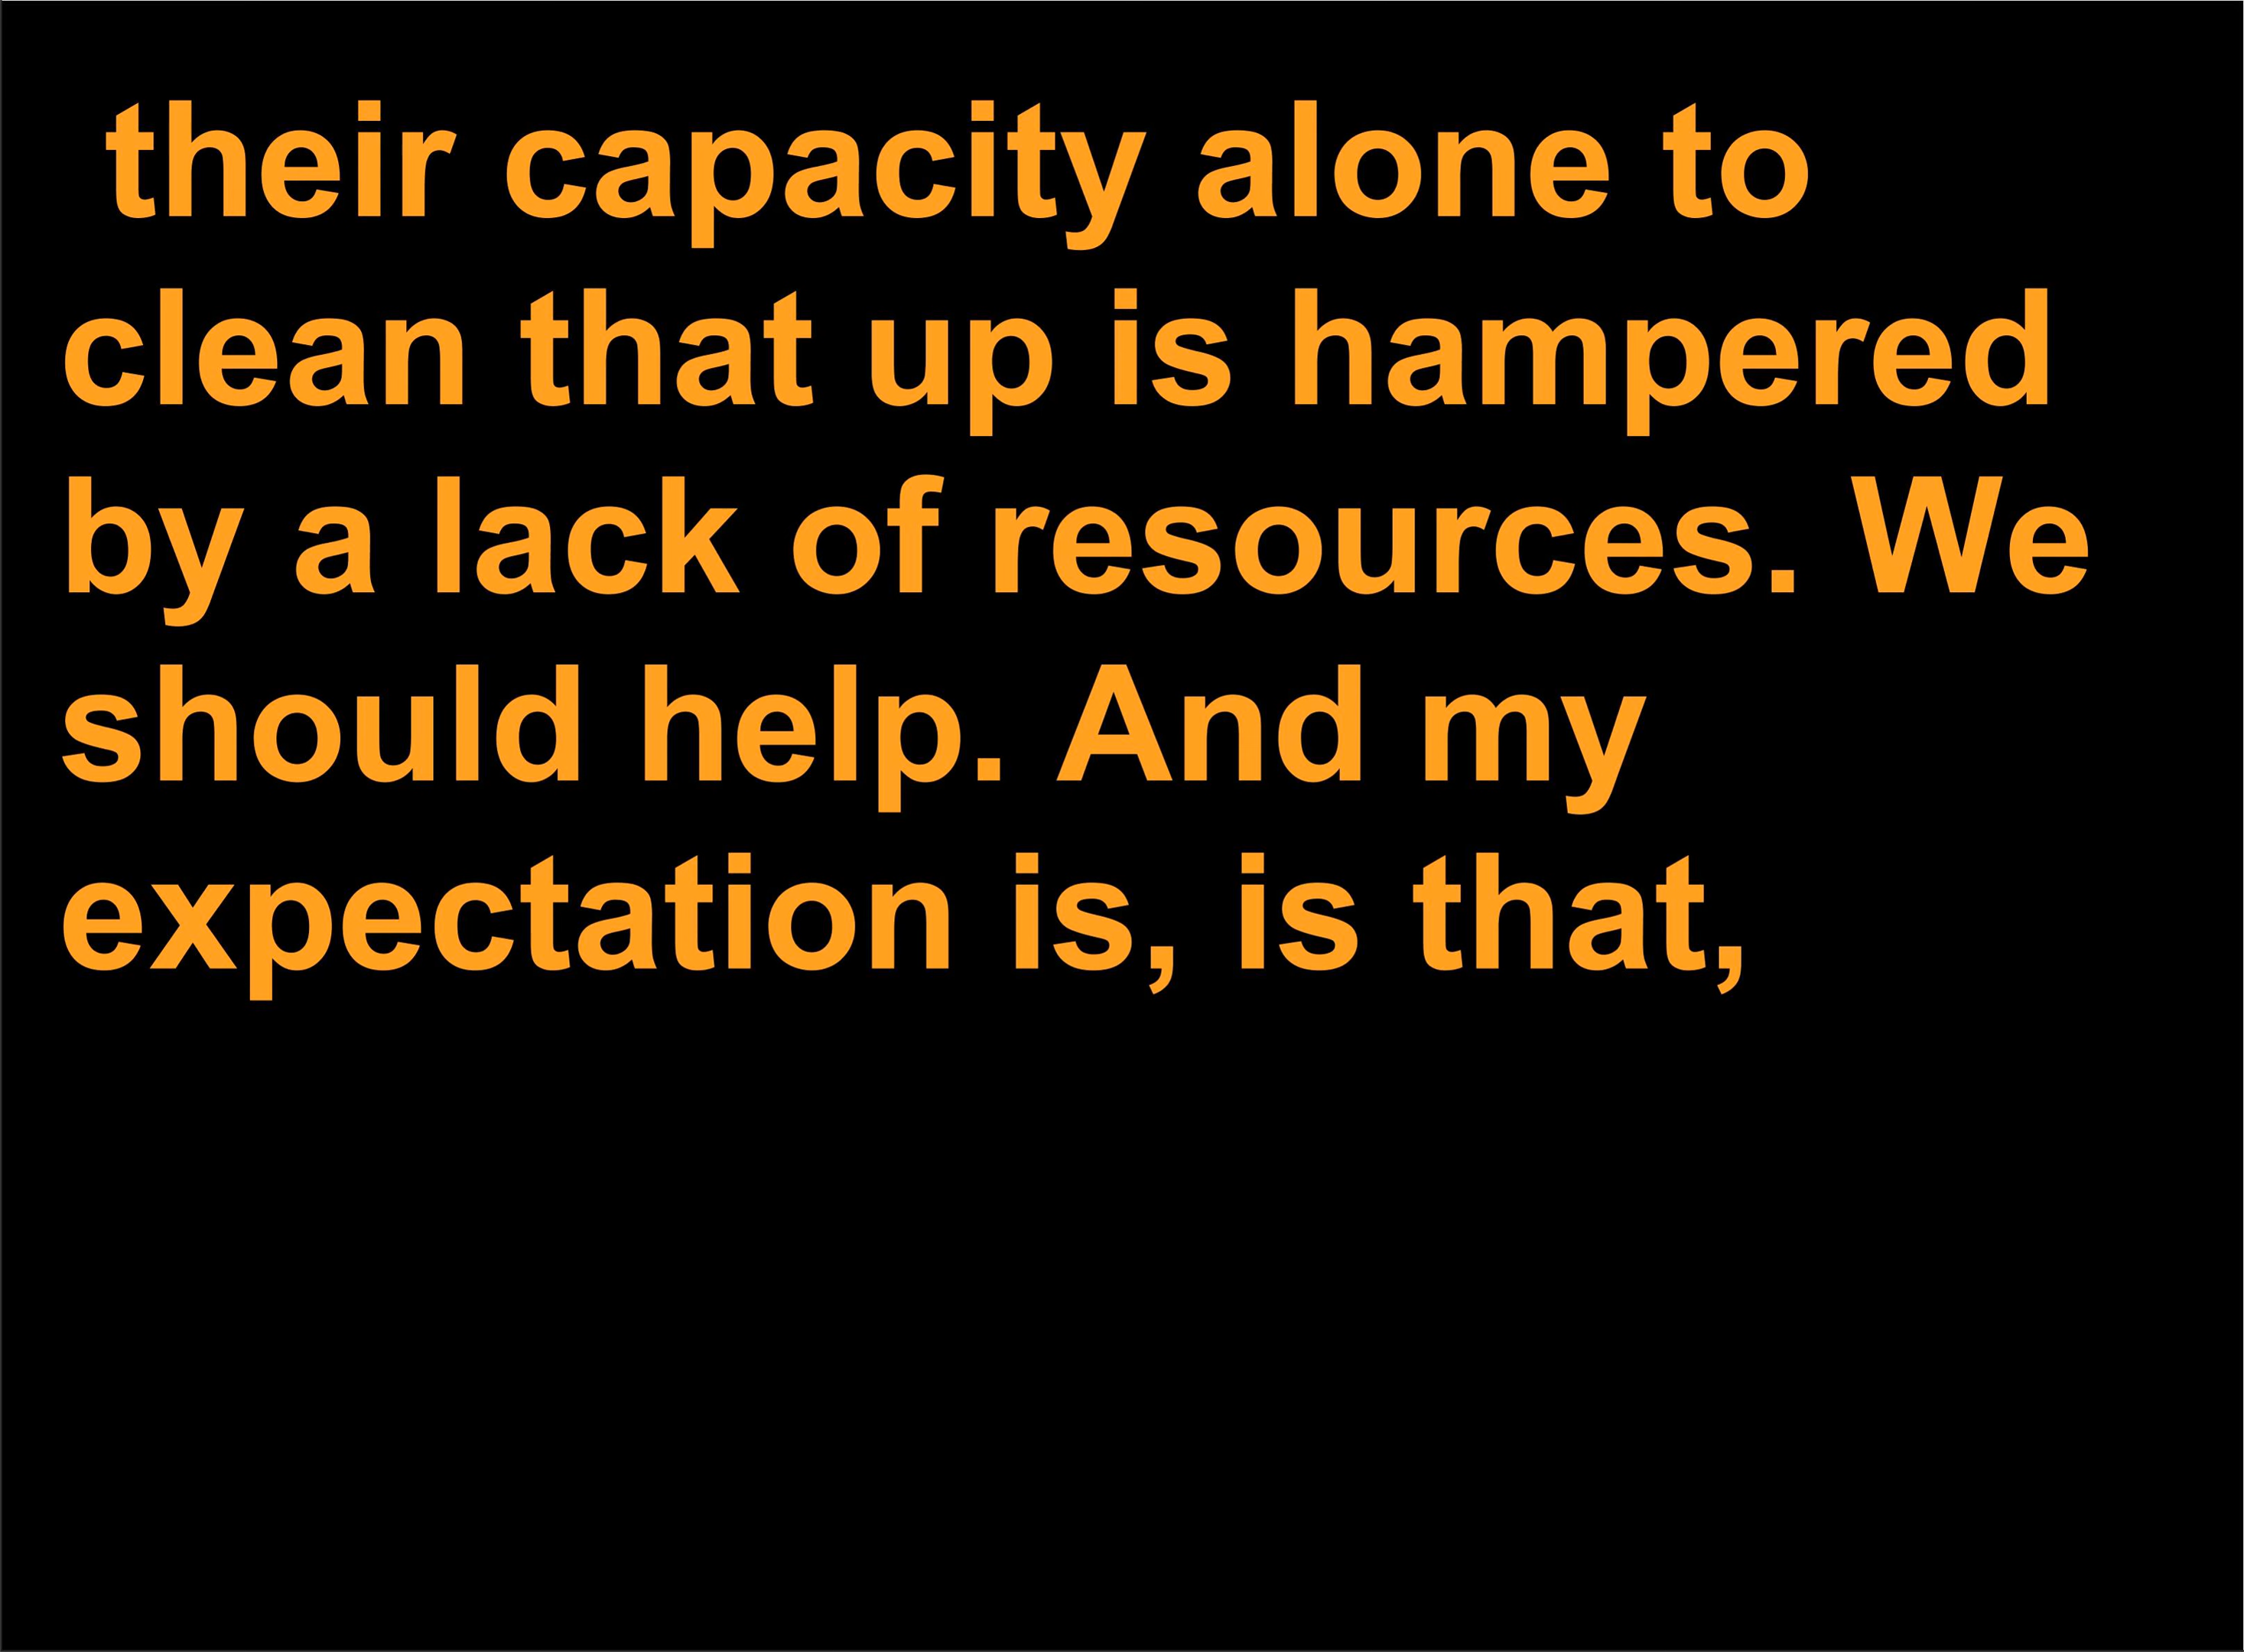 their capacity alone to
clean that up is hampered
by a lack of resources. We
should help. And my
expectation is, is that,